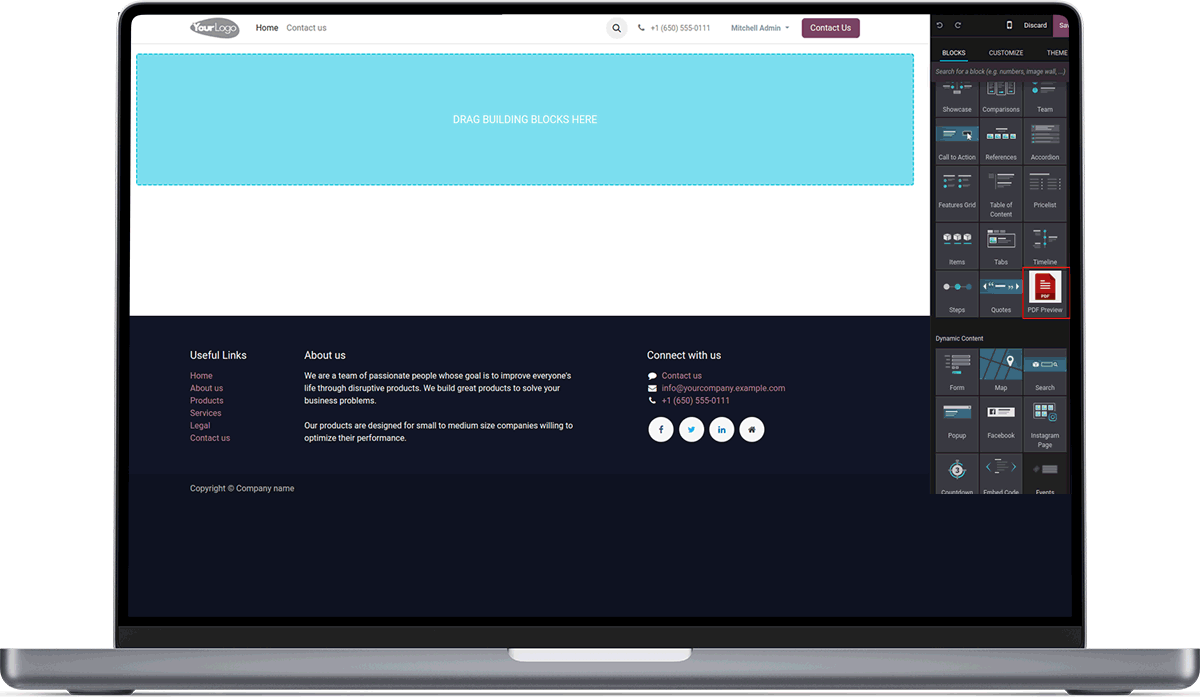 YourLogo
Home
Contact us
+1 (650) 555-0111
Mitchell Admin
Contact Us
Discard
Sav
BLOCKS
CUSTOMIZE
THEME
Search for a block (e.g. numbers, image wall, ...)
DRAG BUILDING BLOCKS HERE
Showcase
Comparisons
Team
Call to Action
References
Accordion
Features Grid
Table of
Content
Pricelist
Items
Tabs
Timeline
Steps
Quotes
PDF
PDF Preview
Dynamic Content
Form
Map
Search
Popup
Facebook
Instagram
Page
3
Countdown
Embed Code
Events
Useful Links
Home
About us
Products
Services
Legal
Contact us
About us
We are a team of passionate people whose goal is to improve everyone's
life through disruptive products. We build great products to solve your
business problems.
Our products are designed for small to medium size companies willing to
optimize their performance.
Connect with us
Contact us
info@yourcompany.example.com
+1 (650) 555-0111
Copyright © Company name